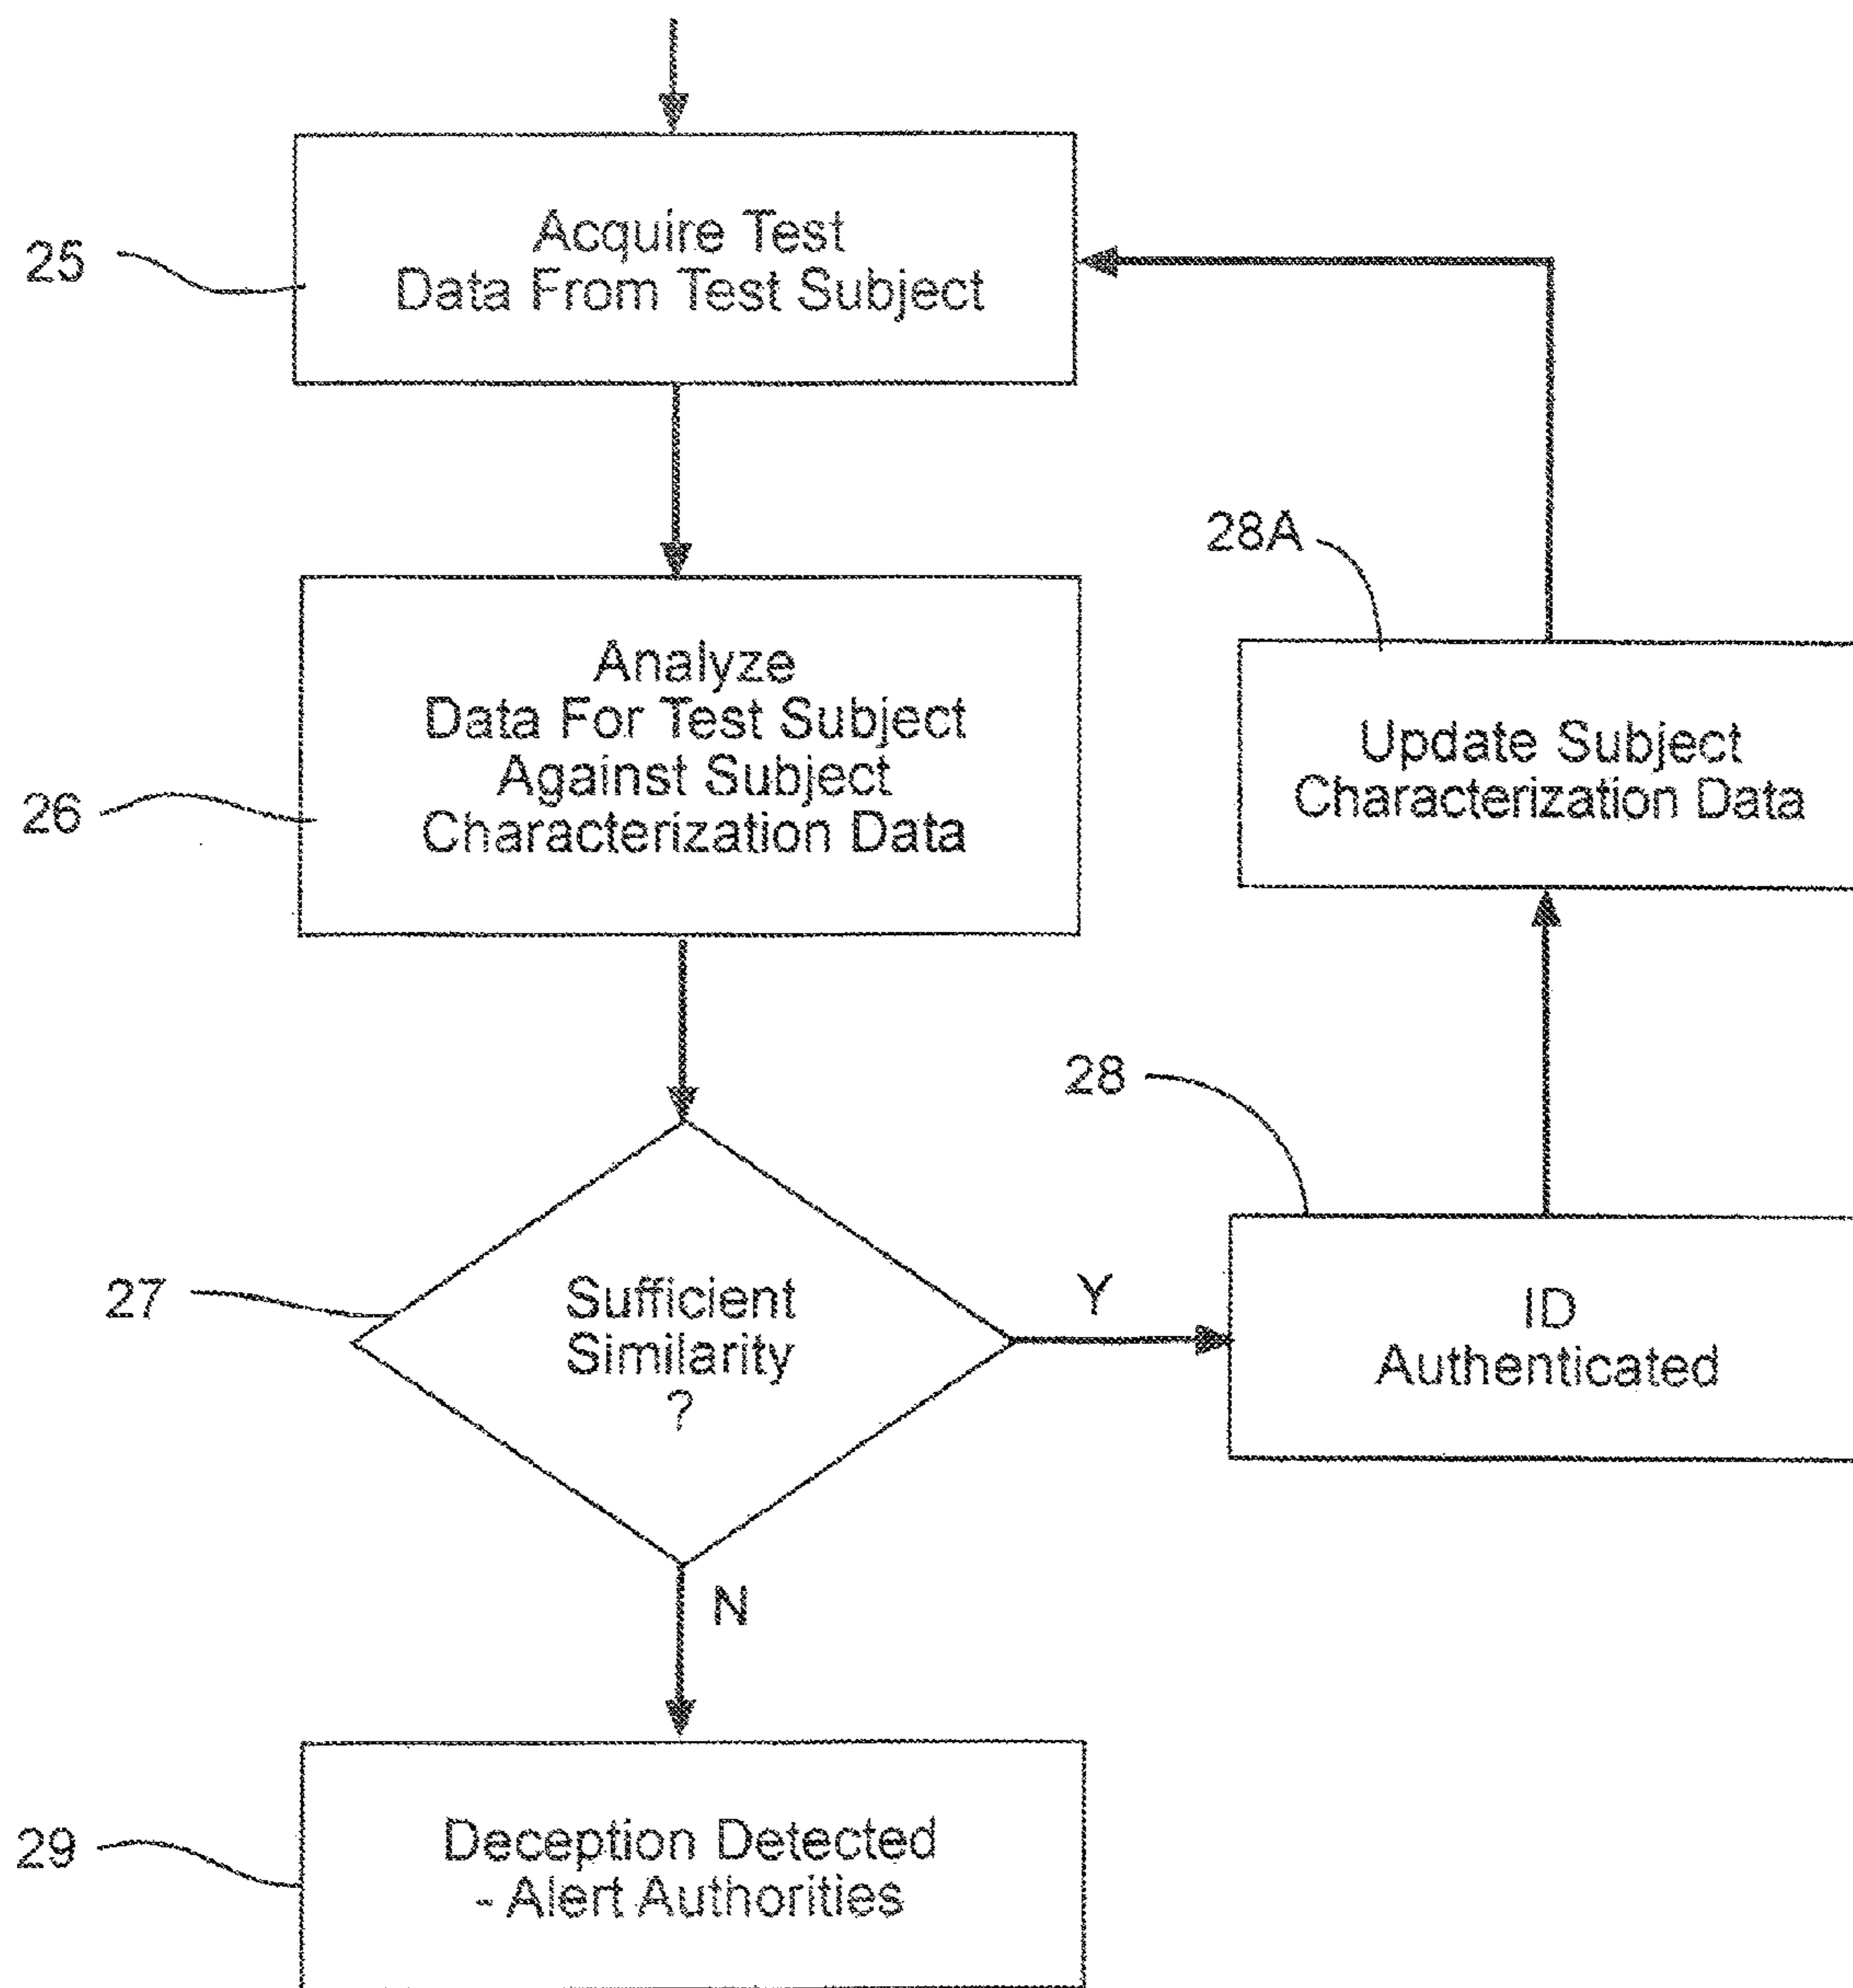 25
Acquire Test
Data From Test Subject
26
Analyze
Data For Test Subject
Against Subject
Characterization Data
28A
Update Subject
Characterization Data
27
Sufficient
Similarity
?
Y
28
ID
Authenticated
N
29
Deception Detected
- Alert Authorities